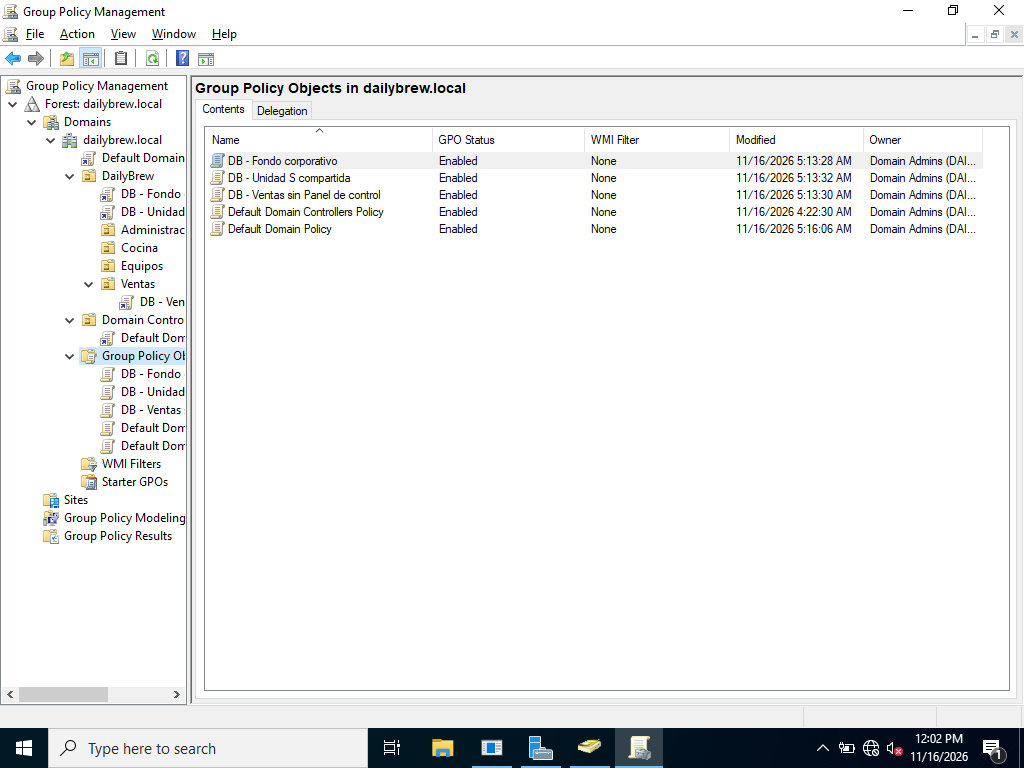 Group Policy Management
File Action View Window Help
Group Policy Management
Forest: dailybrew.local
Domains
dailybrew.local
Default Domain
DailyBrew
DB - Fondo
DB - Unidad
Administrac
Cocina
Equipos
Ventas
DB - Ven
Domain Contro
Default Dom
Group Policy Ob
DB - Fondo
DB - Unidad
DB - Ventas
Default Dom
Default Dom
WMI Filters
Starter GPOs
Sites
Group Policy Modeling
Group Policy Results
Group Policy Objects in dailybrew.local
Contents Delegation
Name GPO Status WMI Filter Modified Owner
DB - Fondo corporativo Enabled None 11/16/2026 5:13:28 AM Domain Admins (DAI...
DB - Unidad S compartida Enabled None 11/16/2026 5:13:32 AM Domain Admins (DAI...
DB - Ventas sin Panel de control Enabled None 11/16/2026 5:13:30 AM Domain Admins (DAI...
Default Domain Controllers Policy Enabled None 11/16/2026 4:22:30 AM Domain Admins (DAI...
Default Domain Policy Enabled None 11/16/2026 5:16:06 AM Domain Admins (DAI...
Type here to search
12:02 PM
11/16/2026
1